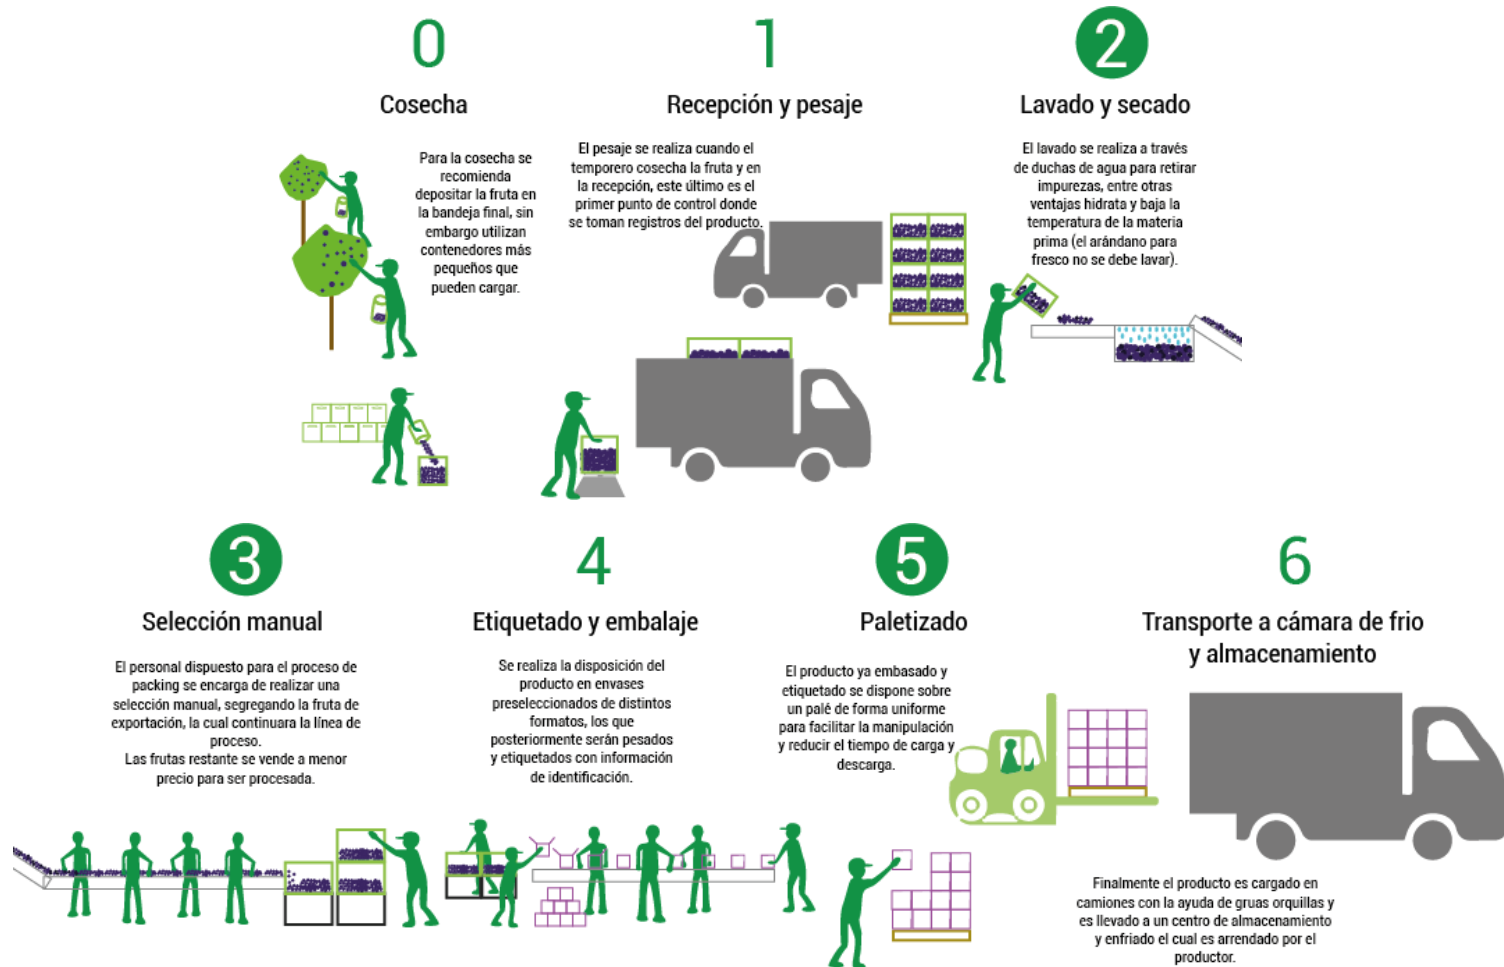 0
Cosecha
Para la cosecha se
recomienda
depositar la fruta en
la bandeja final, sin
embargo utilizan
contenedores más
pequeños que
pueden cargar.
1
Recepción y pesaje
El pesaje se realiza cuando el
temporero cosecha la fruta y en
la recepción, este último es el
primer punto de control donde
se toman registros del producto.
2
Lavado y secado
El lavado se realiza a través
de duchas de agua para retirar
impurezas, entre otras
ventajas hidrata y baja la
temperatura de la materia
prima (el arándano para
fresco no se debe lavar).
3
Selección manual
El personal dispuesto para el proceso de
packing se encarga de realizar una
selección manual, segregando la fruta de
exportación, la cual continuara la línea de
proceso.
Las frutas restante se vende a menor
precio para ser procesada.
4
Etiquetado y embalaje
Se realiza la disposición del
producto en envases
preseleccionados de distintos
formatos, los que
posteriormente serán pesados
y etiquetados con información
de identificación.
5
Paletizado
El producto ya embasado y
etiquetado se dispone sobre
un palé de forma uniforme
para facilitar la manipulación
y reducir el tiempo de carga y
descarga.
6
Transporte a cámara de frio
y almacenamiento
Finalmente el producto es cargado en
camiones con la ayuda de gruas orquillas y
es llevado a un centro de almacenamiento
y enfriado el cual es arrendado por el
productor.